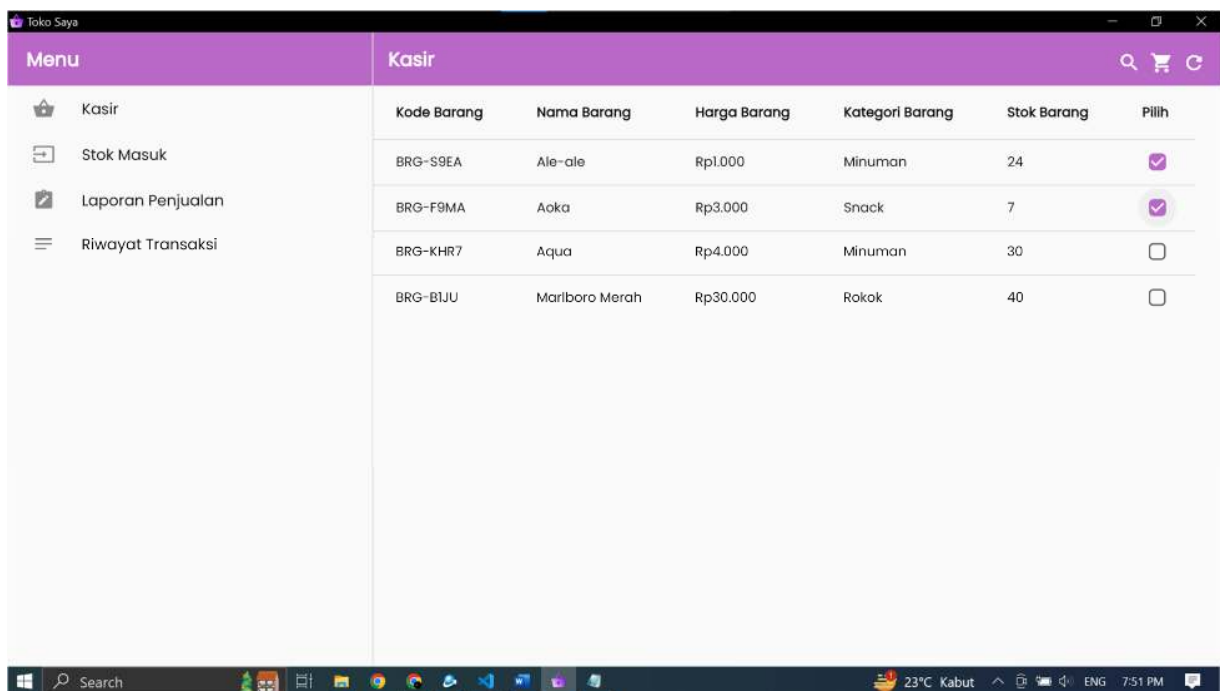 Toko Saya
Menu
Kasir
Kasir
Stok Masuk
Laporan Penjualan
Riwayat Transaksi
Kode Barang Nama Barang Harga Barang Kategori Barang Stok Barang Pilih
BRG-S9EA Ale-ale Rp1.000 Minuman 24
BRG-F9MA Aoka Rp3.000 Snack 7
BRG-KHR7 Aqua Rp4.000 Minuman 30
BRG-B1JU Marlboro Merah Rp30.000 Rokok 40
Search 23°C Kabut ENG 7:51 PM